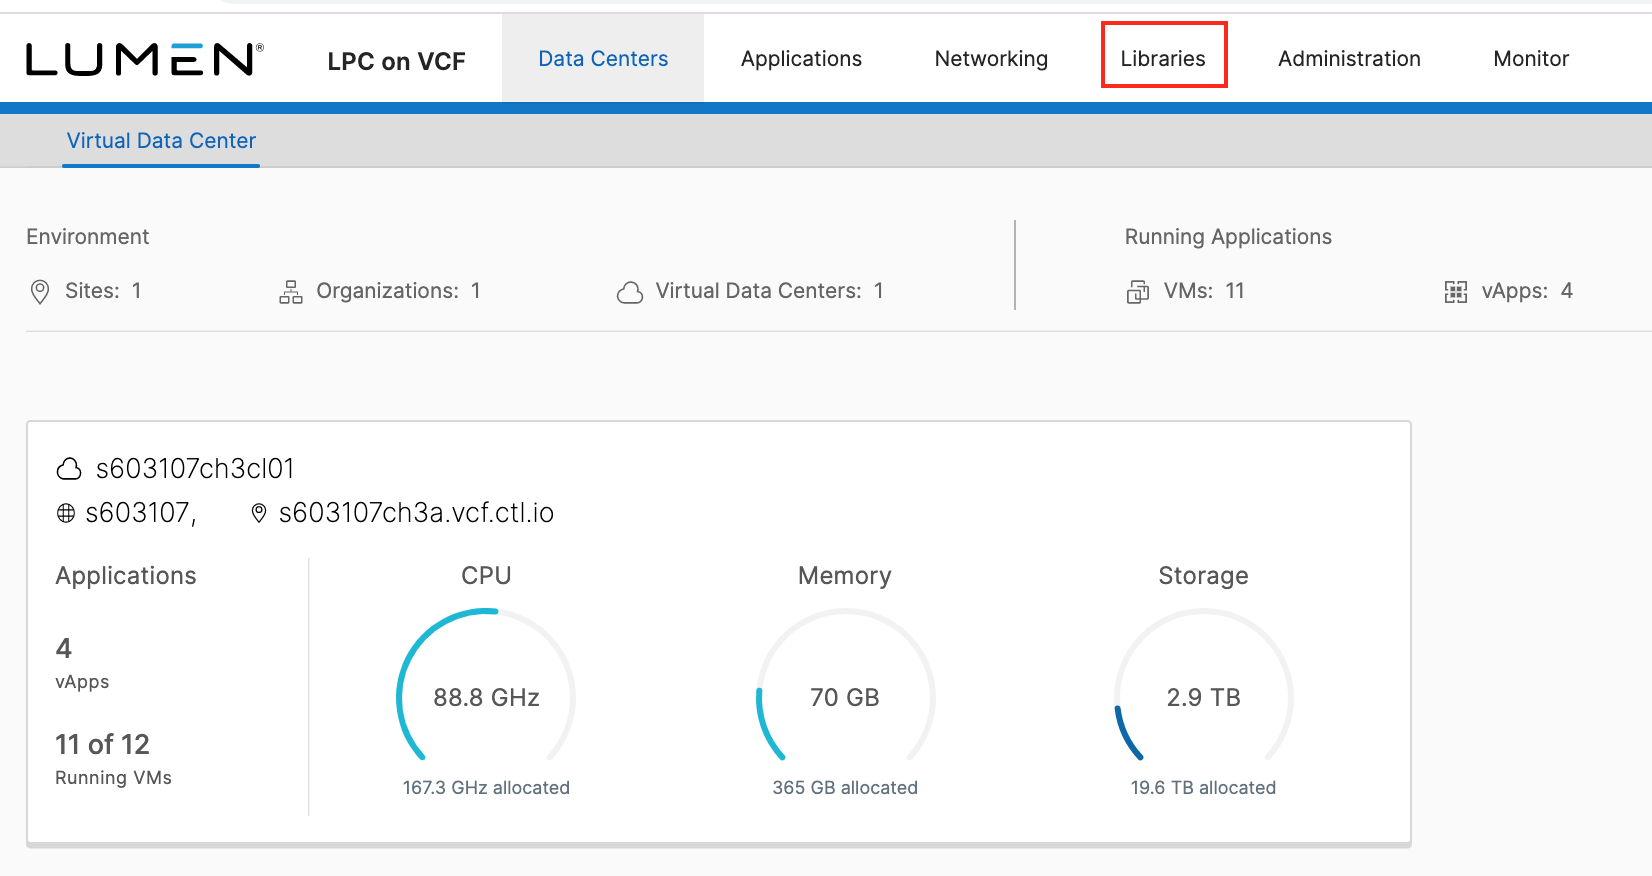 LUMEN® LPC on VCF Data Centers Applications Networking Libraries Administration Monitor
Virtual Data Center
Environment Running Applications
Sites: 1 Organizations: 1 Virtual Data Centers: 1 VMs: 11 vApps: 4
s603107ch3cl01
s603107, s603107ch3a.vcf.ctl.io
Applications CPU Memory Storage
4
vApps
88.8 GHz 70 GB 2.9 TB
11 of 12
Running VMs
167.3 GHz allocated 365 GB allocated 19.6 TB allocated